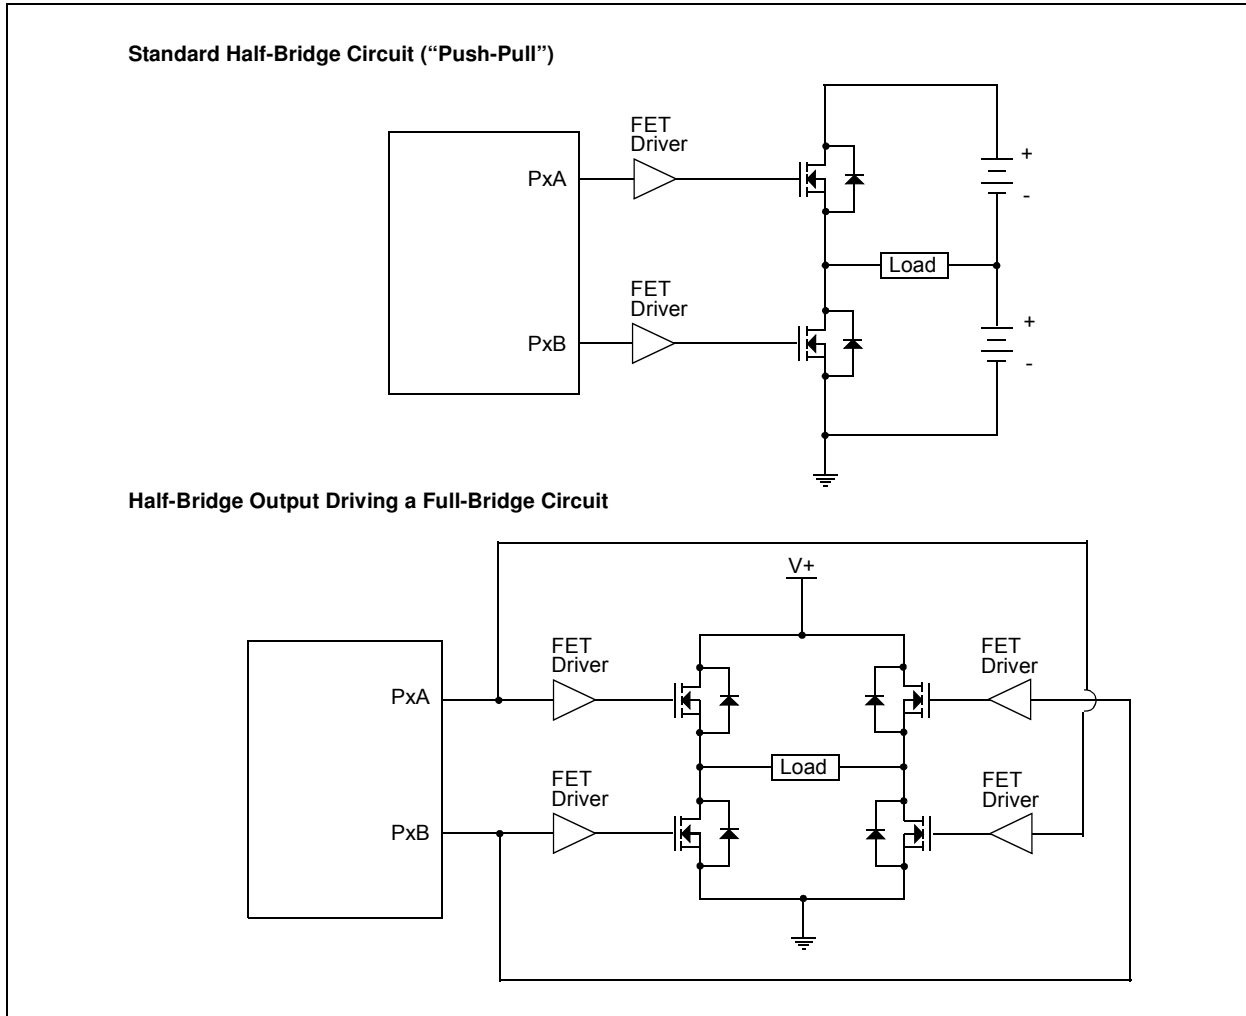 Standard Half-Bridge Circuit (“Push-Pull”)
FET
Driver
PxA
+
-
Load
FET
Driver
PxB
+
-
Half-Bridge Output Driving a Full-Bridge Circuit
V+
FET
Driver
FET
Driver
PxA
Load
FET
Driver
FET
Driver
PxB